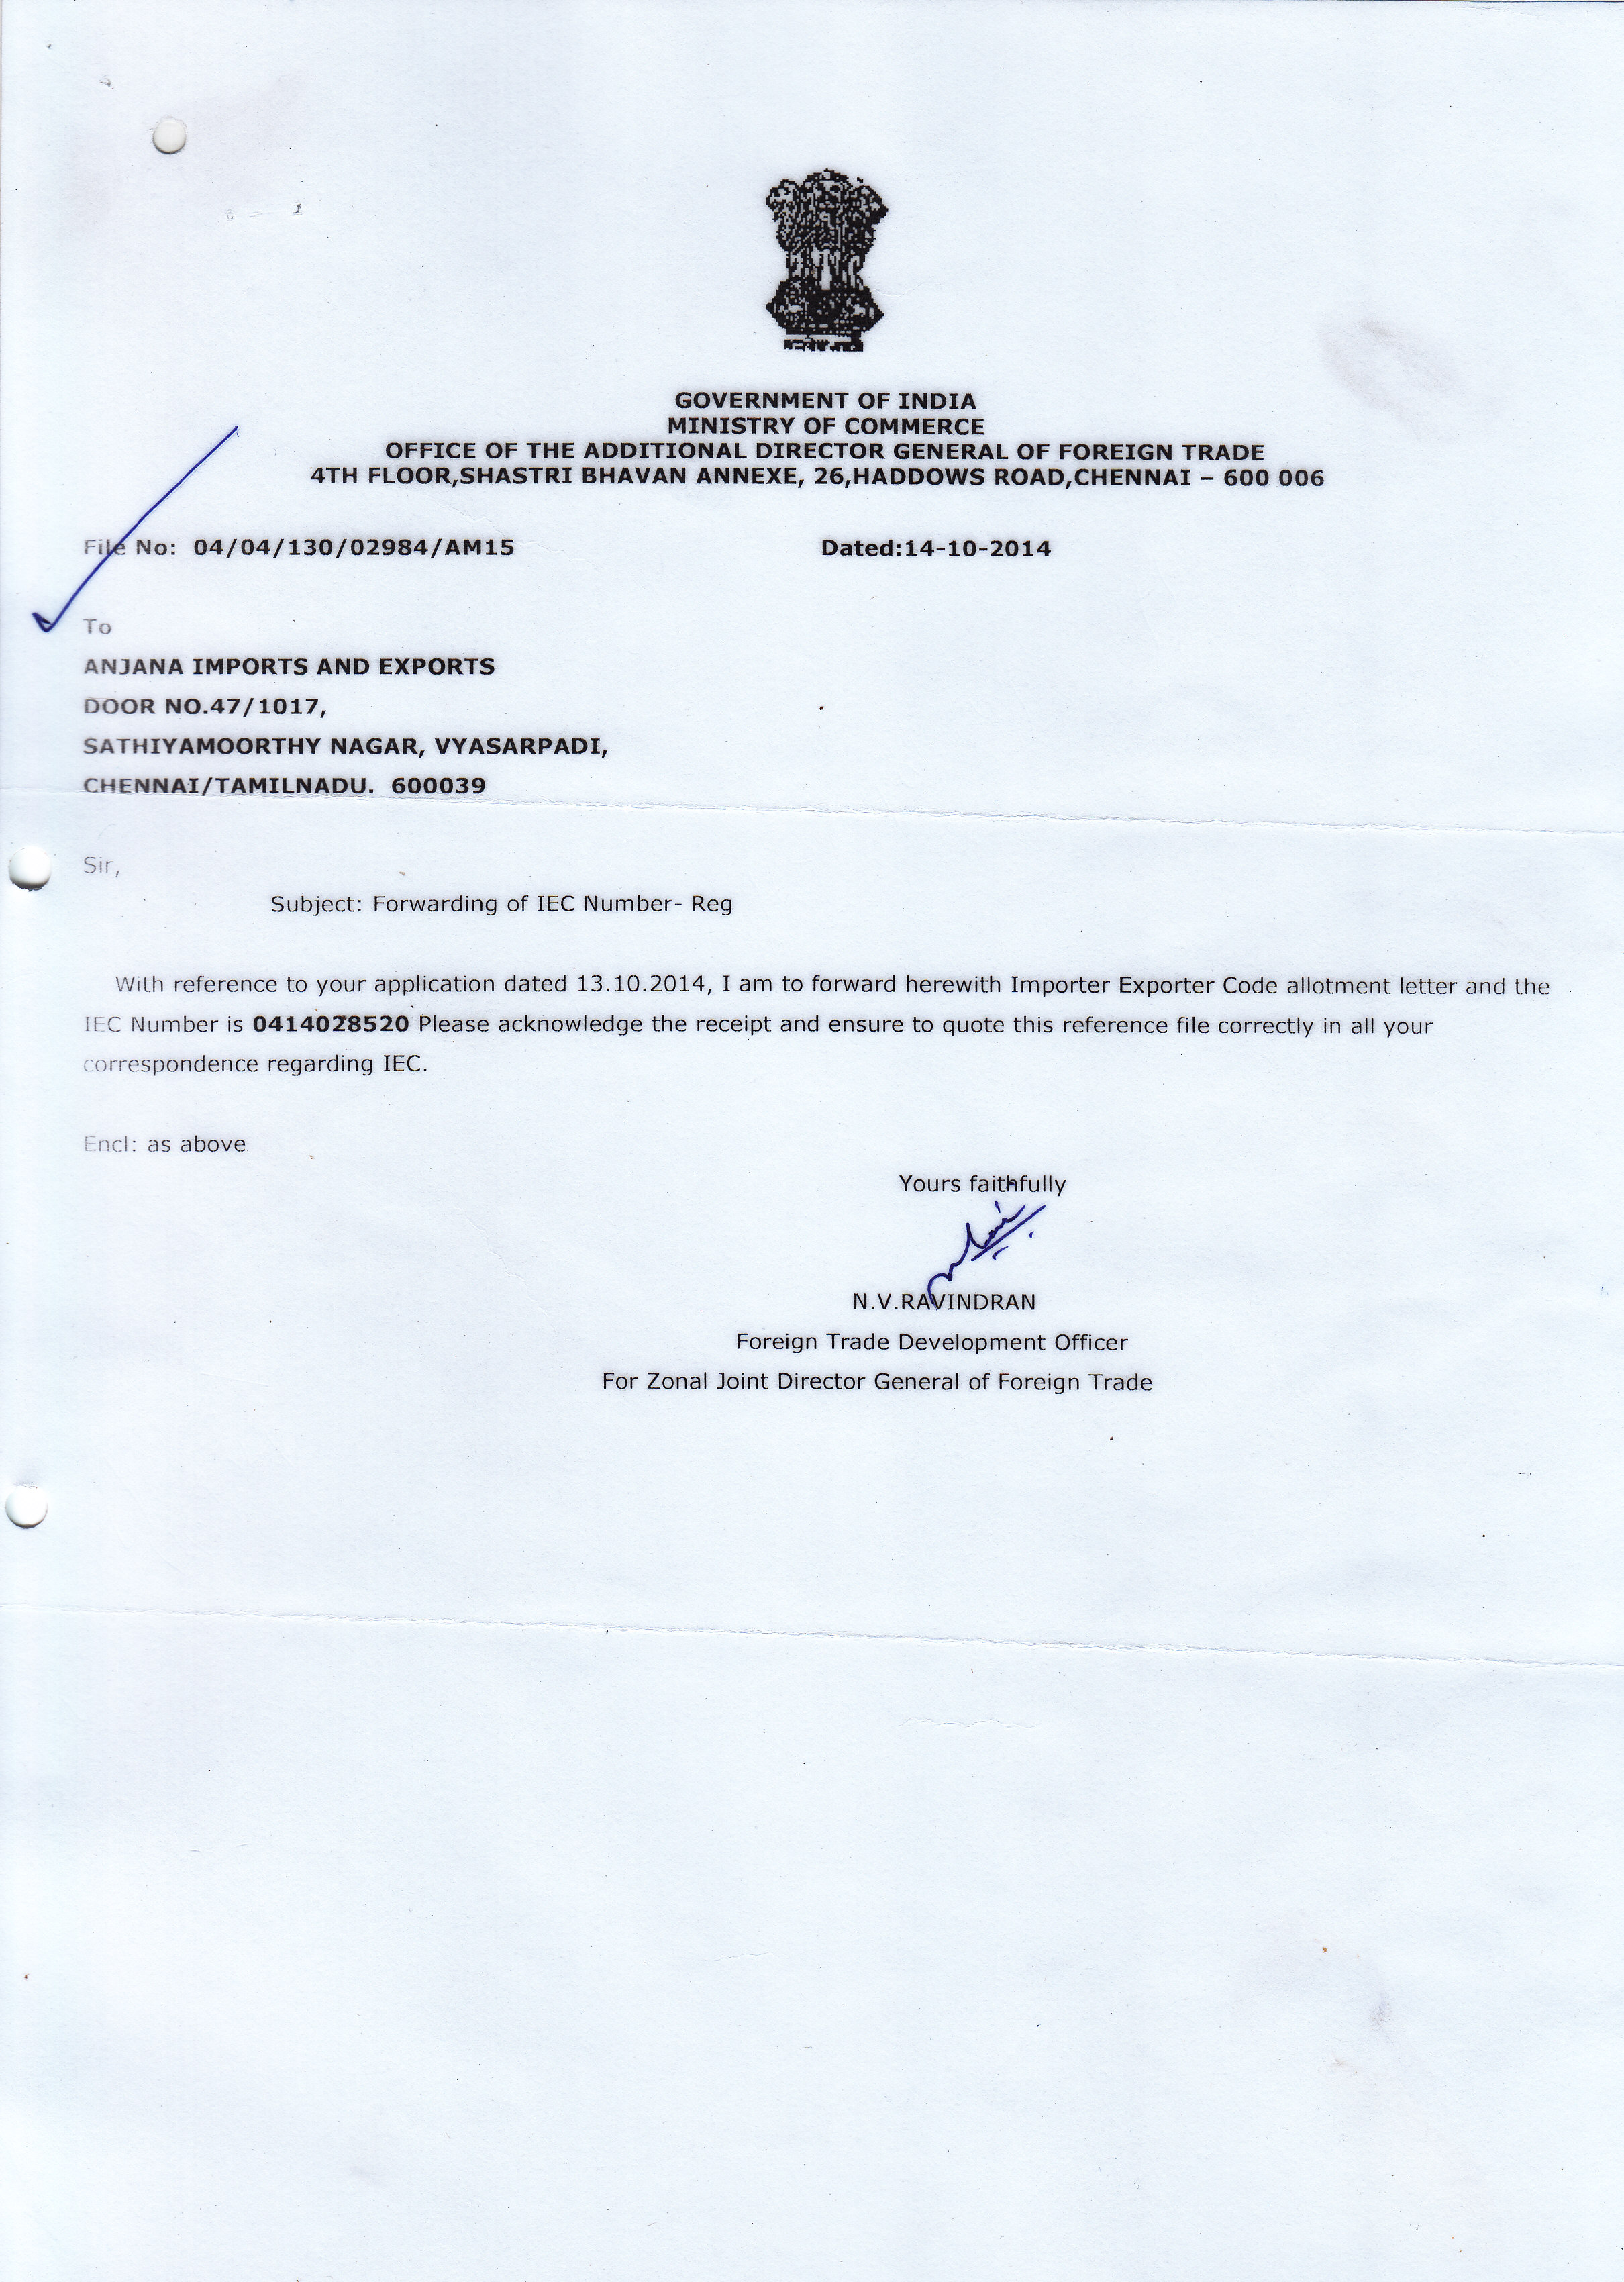 GOVERNMENT OF INDIA
MINISTRY OF COMMERCE
OFFICE OF THE ADDITIONAL DIRECTOR GENERAL OF FOREIGN TRADE
4TH FLOOR,SHASTRI BHAVAN ANNEXE, 26,HADDOWS ROAD,CHENNAI – 600 006
File No: 04/04/130/02984/AM15 Dated:14-10-2014
To
ANJANA IMPORTS AND EXPORTS
DOOR NO.47/1017,
SATHIYAMOORTHY NAGAR, VYASARPADI,
CHENNAI/TAMILNADU. 600039
Sir,
Subject: Forwarding of IEC Number- Reg
With reference to your application dated 13.10.2014, I am to forward herewith Importer Exporter Code allotment letter and the
IEC Number is 0414028520 Please acknowledge the receipt and ensure to quote this reference file correctly in all your
correspondence regarding IEC.
Encl: as above
Yours faithfully
N.V.RAVINDRAN
Foreign Trade Development Officer
For Zonal Joint Director General of Foreign Trade